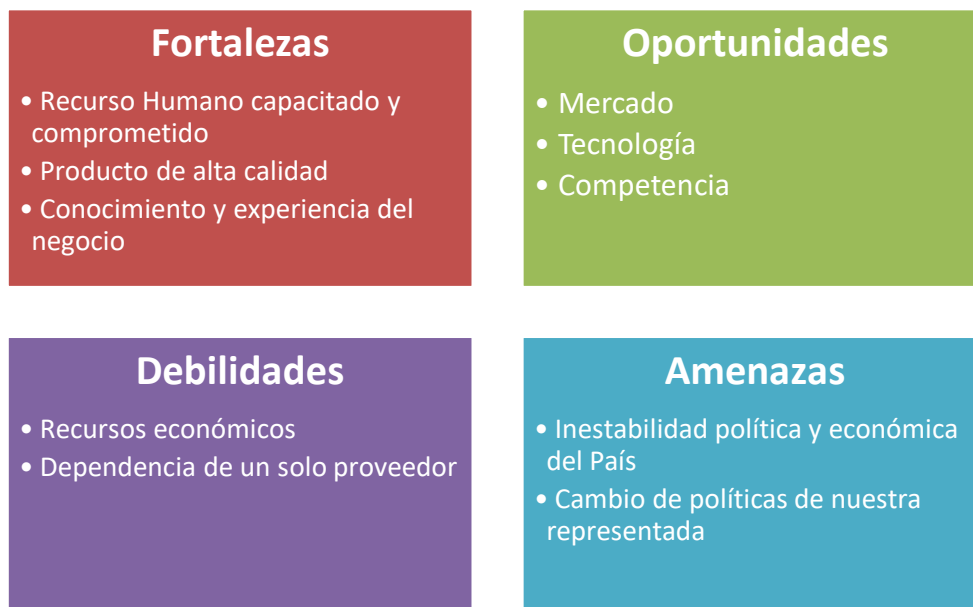 Fortalezas
• Recurso Humano capacitado y
comprometido
• Producto de alta calidad
• Conocimiento y experiencia del
negocio
Oportunidades
• Mercado
• Tecnología
• Competencia
Debilidades
• Recursos económicos
• Dependencia de un solo proveedor
Amenazas
• Inestabilidad política y económica
del País
• Cambio de políticas de nuestra
representada